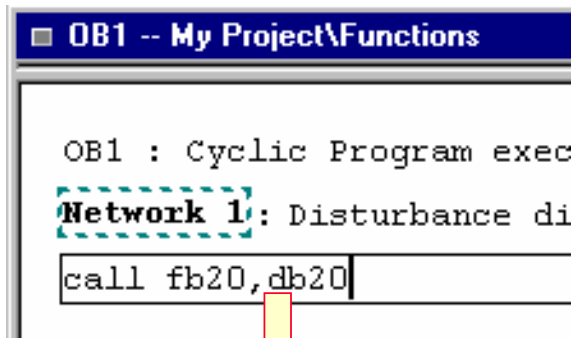 OB1 -- My Project\Functions
OB1 : Cyclic Program exec
Network 1: Disturbance di
call fb20,db20